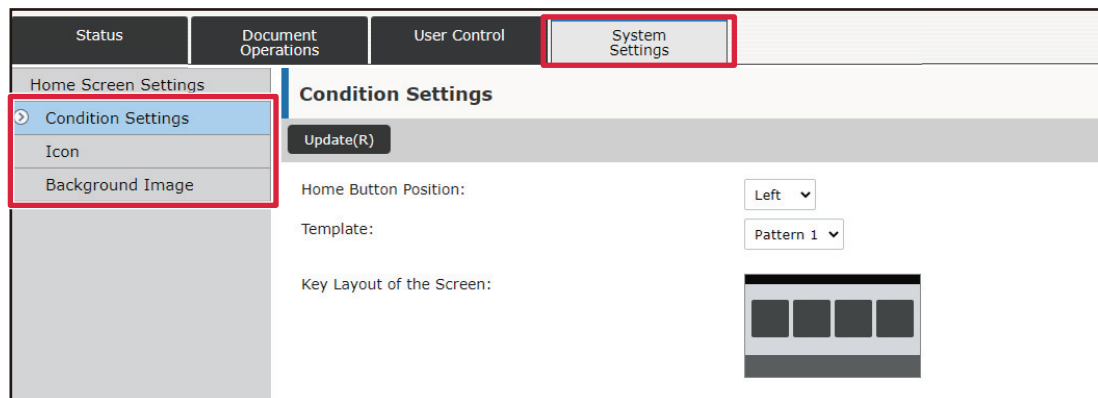 Status
Document
Operations
User Control
System
Settings
Home Screen Settings
Condition Settings
Icon
Background Image
Condition Settings
Update(R)
Home Button Position:
Left
Template:
Pattern 1
Key Layout of the Screen: